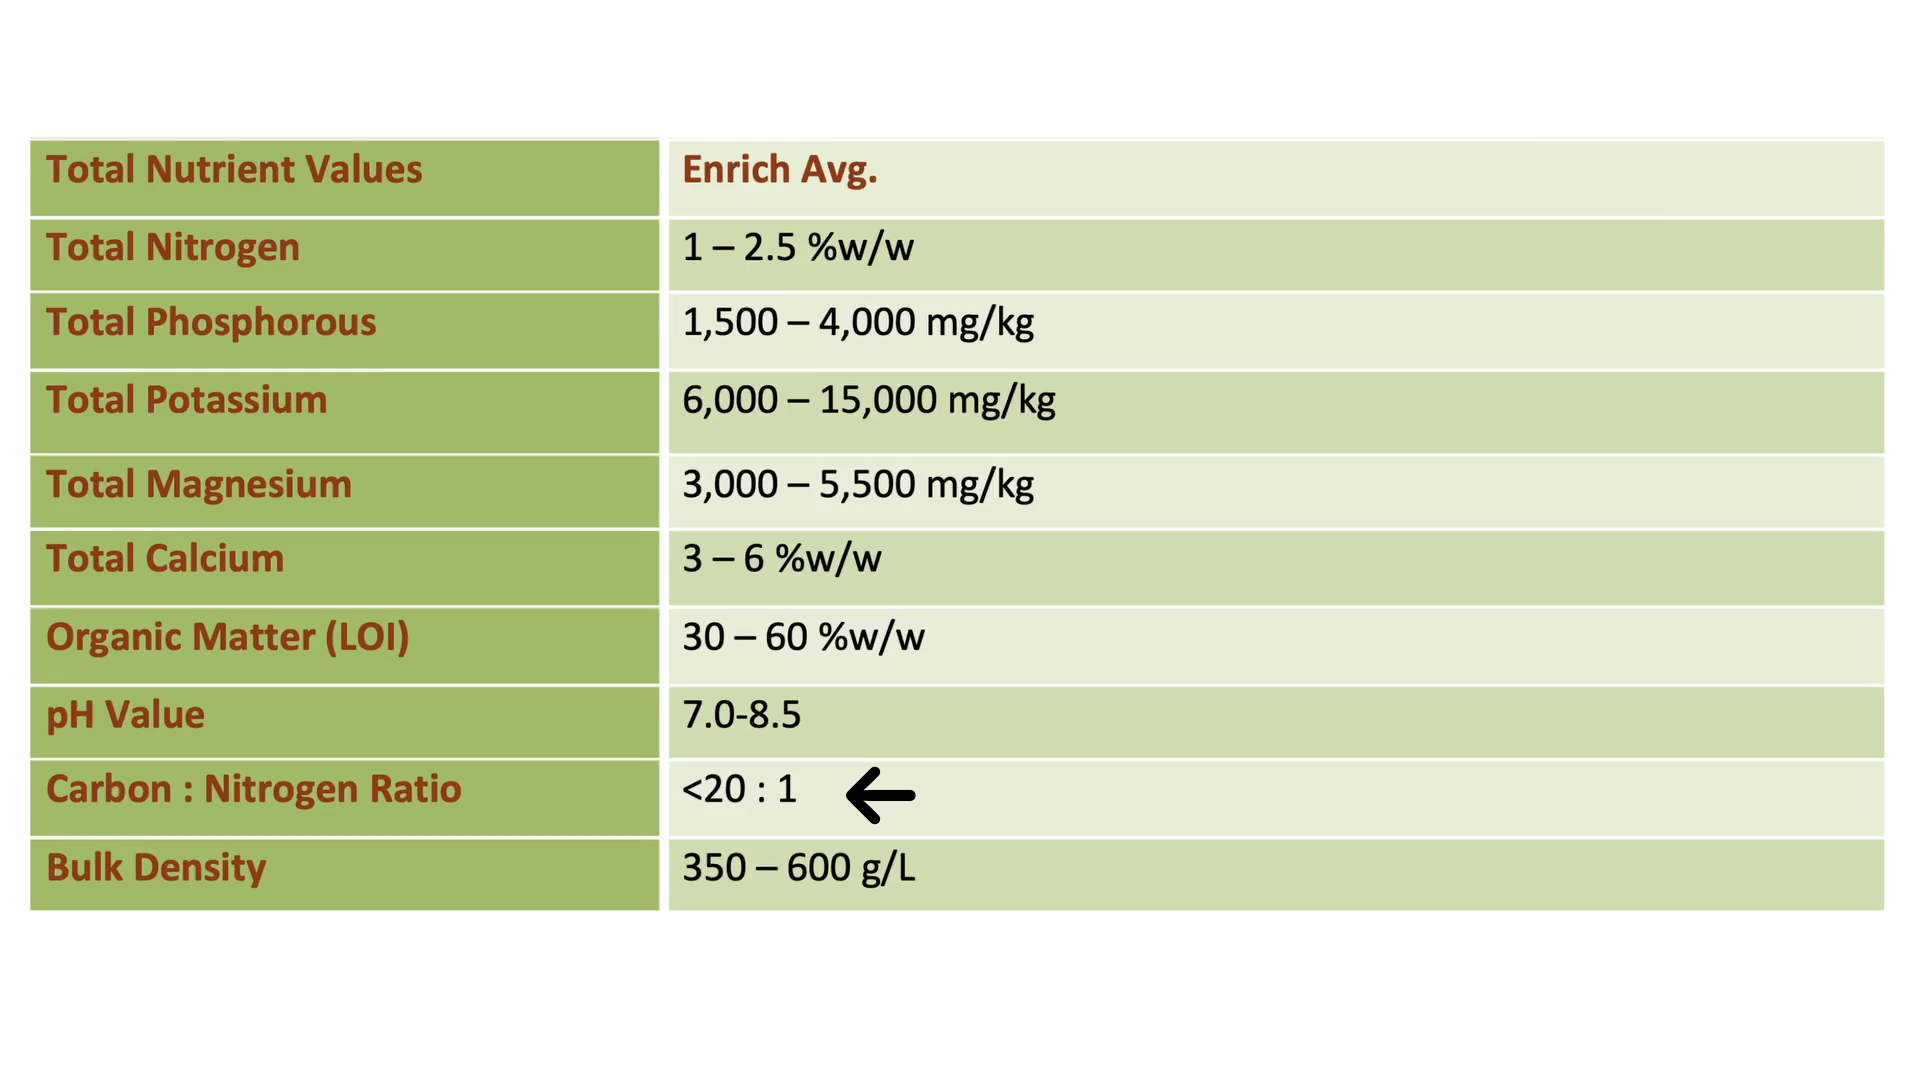 Total Nutrient Values Enrich Avg.
Total Nitrogen 1 – 2.5 %w/w
Total Phosphorous 1,500 – 4,000 mg/kg
Total Potassium 6,000 – 15,000 mg/kg
Total Magnesium 3,000 – 5,500 mg/kg
Total Calcium 3 – 6 %w/w
Organic Matter (LOI) 30 – 60 %w/w
pH Value 7.0-8.5
Carbon : Nitrogen Ratio <20 : 1
Bulk Density 350 – 600 g/L